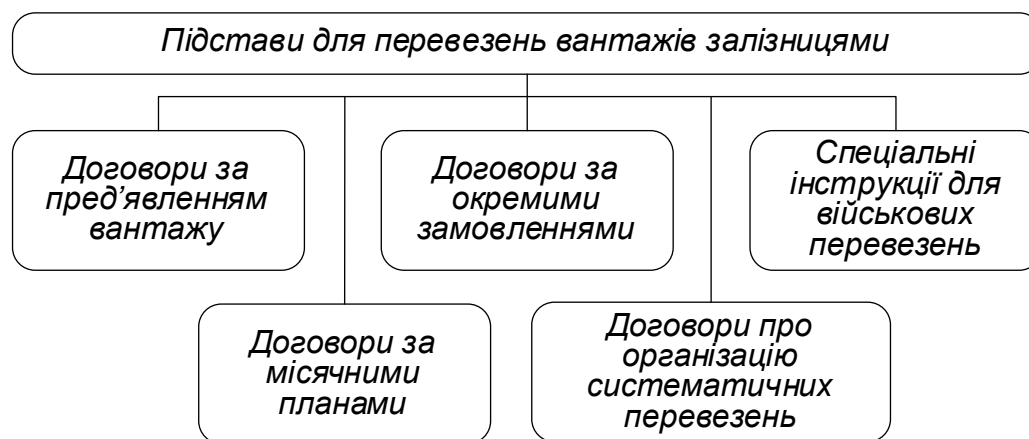 Підстави для перевезень вантажів залізницями
Договори за
пред’явленням
вантажу
Договори за
окремими
замовленнями
Спеціальні
інструкції для
військових
перевезень
Договори за
місячними
планами
Договори про
організацію
систематичних
перевезень